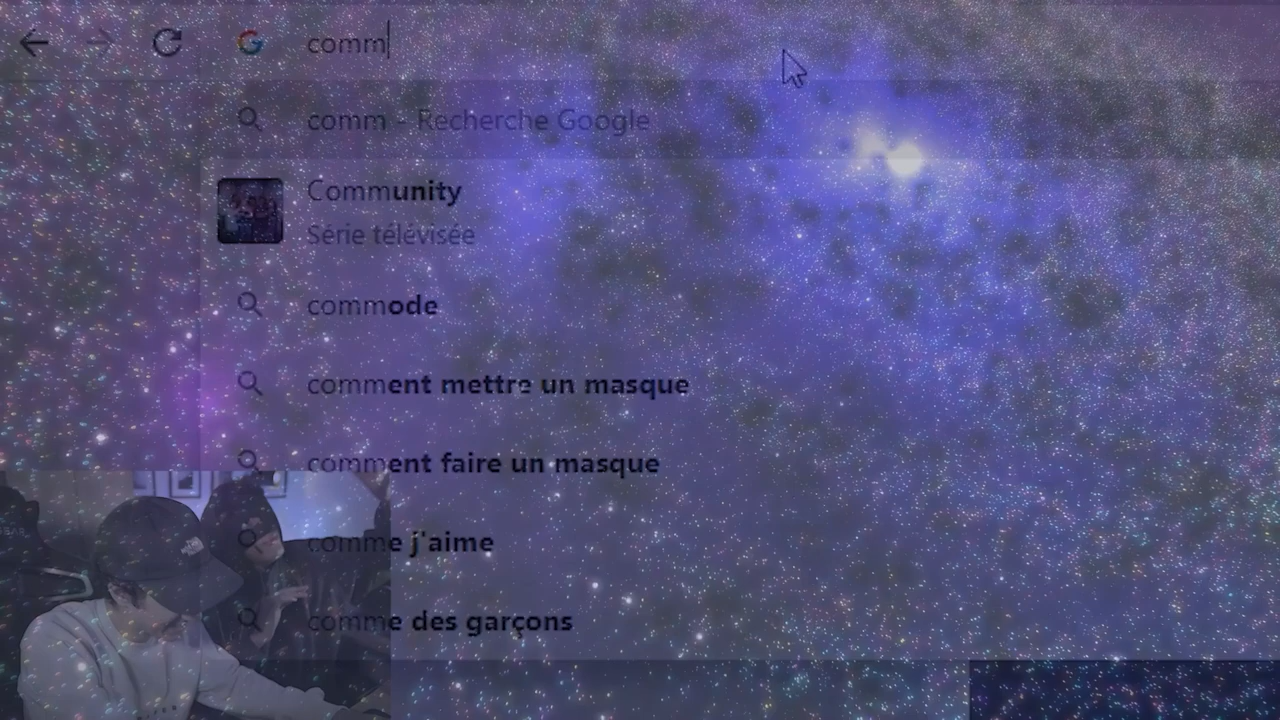 comm
comm - Recherche Google
Community
Série télévisée
commode
comment mettre un masque
comment faire un masque
comme j'aime
comme des garçons